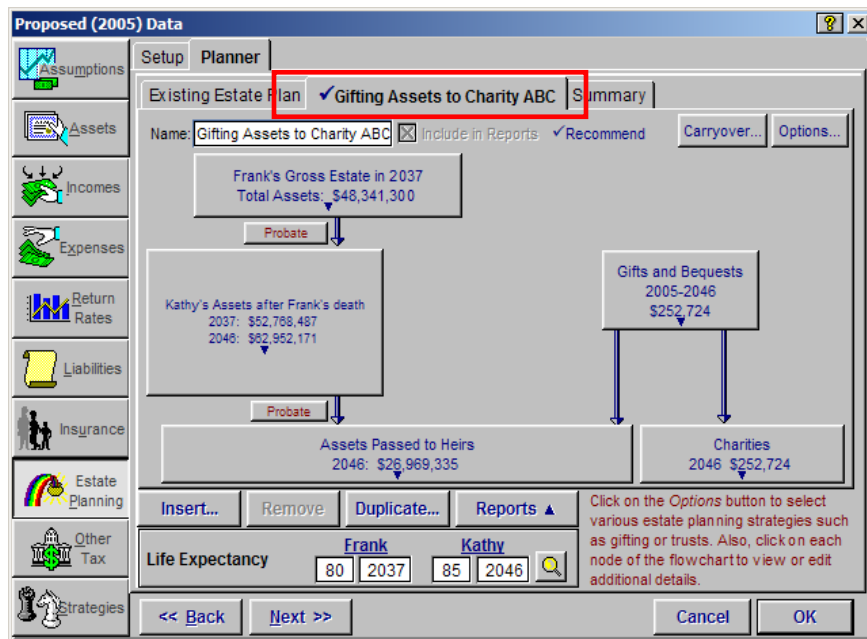 Proposed (2005) Data
Assumptions
Assets
Incomes
Expenses
Return
Rates
Liabilities
Insurance
Estate
Planning
Other
Tax
Strategies
Setup Planner
Existing Estate Plan ✓Gifting Assets to Charity ABC Summary
Name: Gifting Assets to Charity ABC Include in Reports ✓Recommend Carryover... Options...
Frank's Gross Estate in 2037
Total Assets: $48,341,300
Probate
Kathy's Assets after Frank's death
2037: $52,768,487
2046: $62,952,171
Gifts and Bequests
2005-2046
$252,724
Probate
Assets Passed to Heirs
2046: $26,969,335
Charities
2046 $252,724
Insert... Remove Duplicate... Reports ▲
Click on the Options button to select
various estate planning strategies such
as gifting or trusts. Also, click on each
node of the flowchart to view or edit
additional details.
Life Expectancy
Frank Kathy
80 2037 85 2046
<< Back Next >> Cancel OK